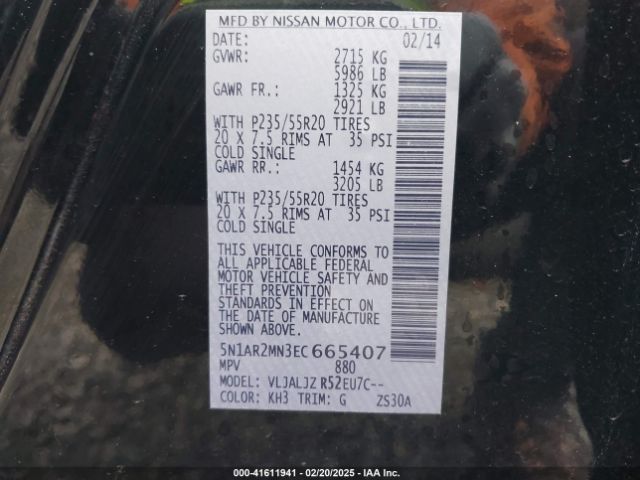 MFD BY NISSAN MOTOR CO., LTD.
DATE: 02/14
GVWR: 2715 KG
5986 LB
GAWR FR.: 1325 KG
2921 LB
WITH P235/55R20 TIRES
20 X 7.5 RIMS AT 35 PSI
COLD SINGLE
GAWR RR.: 1454 KG
3205 LB
WITH P235/55R20 TIRES
20 X 7.5 RIMS AT 35 PSI
COLD SINGLE
THIS VEHICLE CONFORMS TO
ALL APPLICABLE FEDERAL
MOTOR VEHICLE SAFETY AND
THEFT PREVENTION
STANDARDS IN EFFECT ON
THE DATE OF MANUFACTURE
SHOWN ABOVE.
5N1AR2MN3EC665407
MPV 880
MODEL: VLJALJZ R52EU7C--
COLOR: KH3 TRIM: G ZS30A
000-41611941 — 02/20/2025 — IAA Inc.